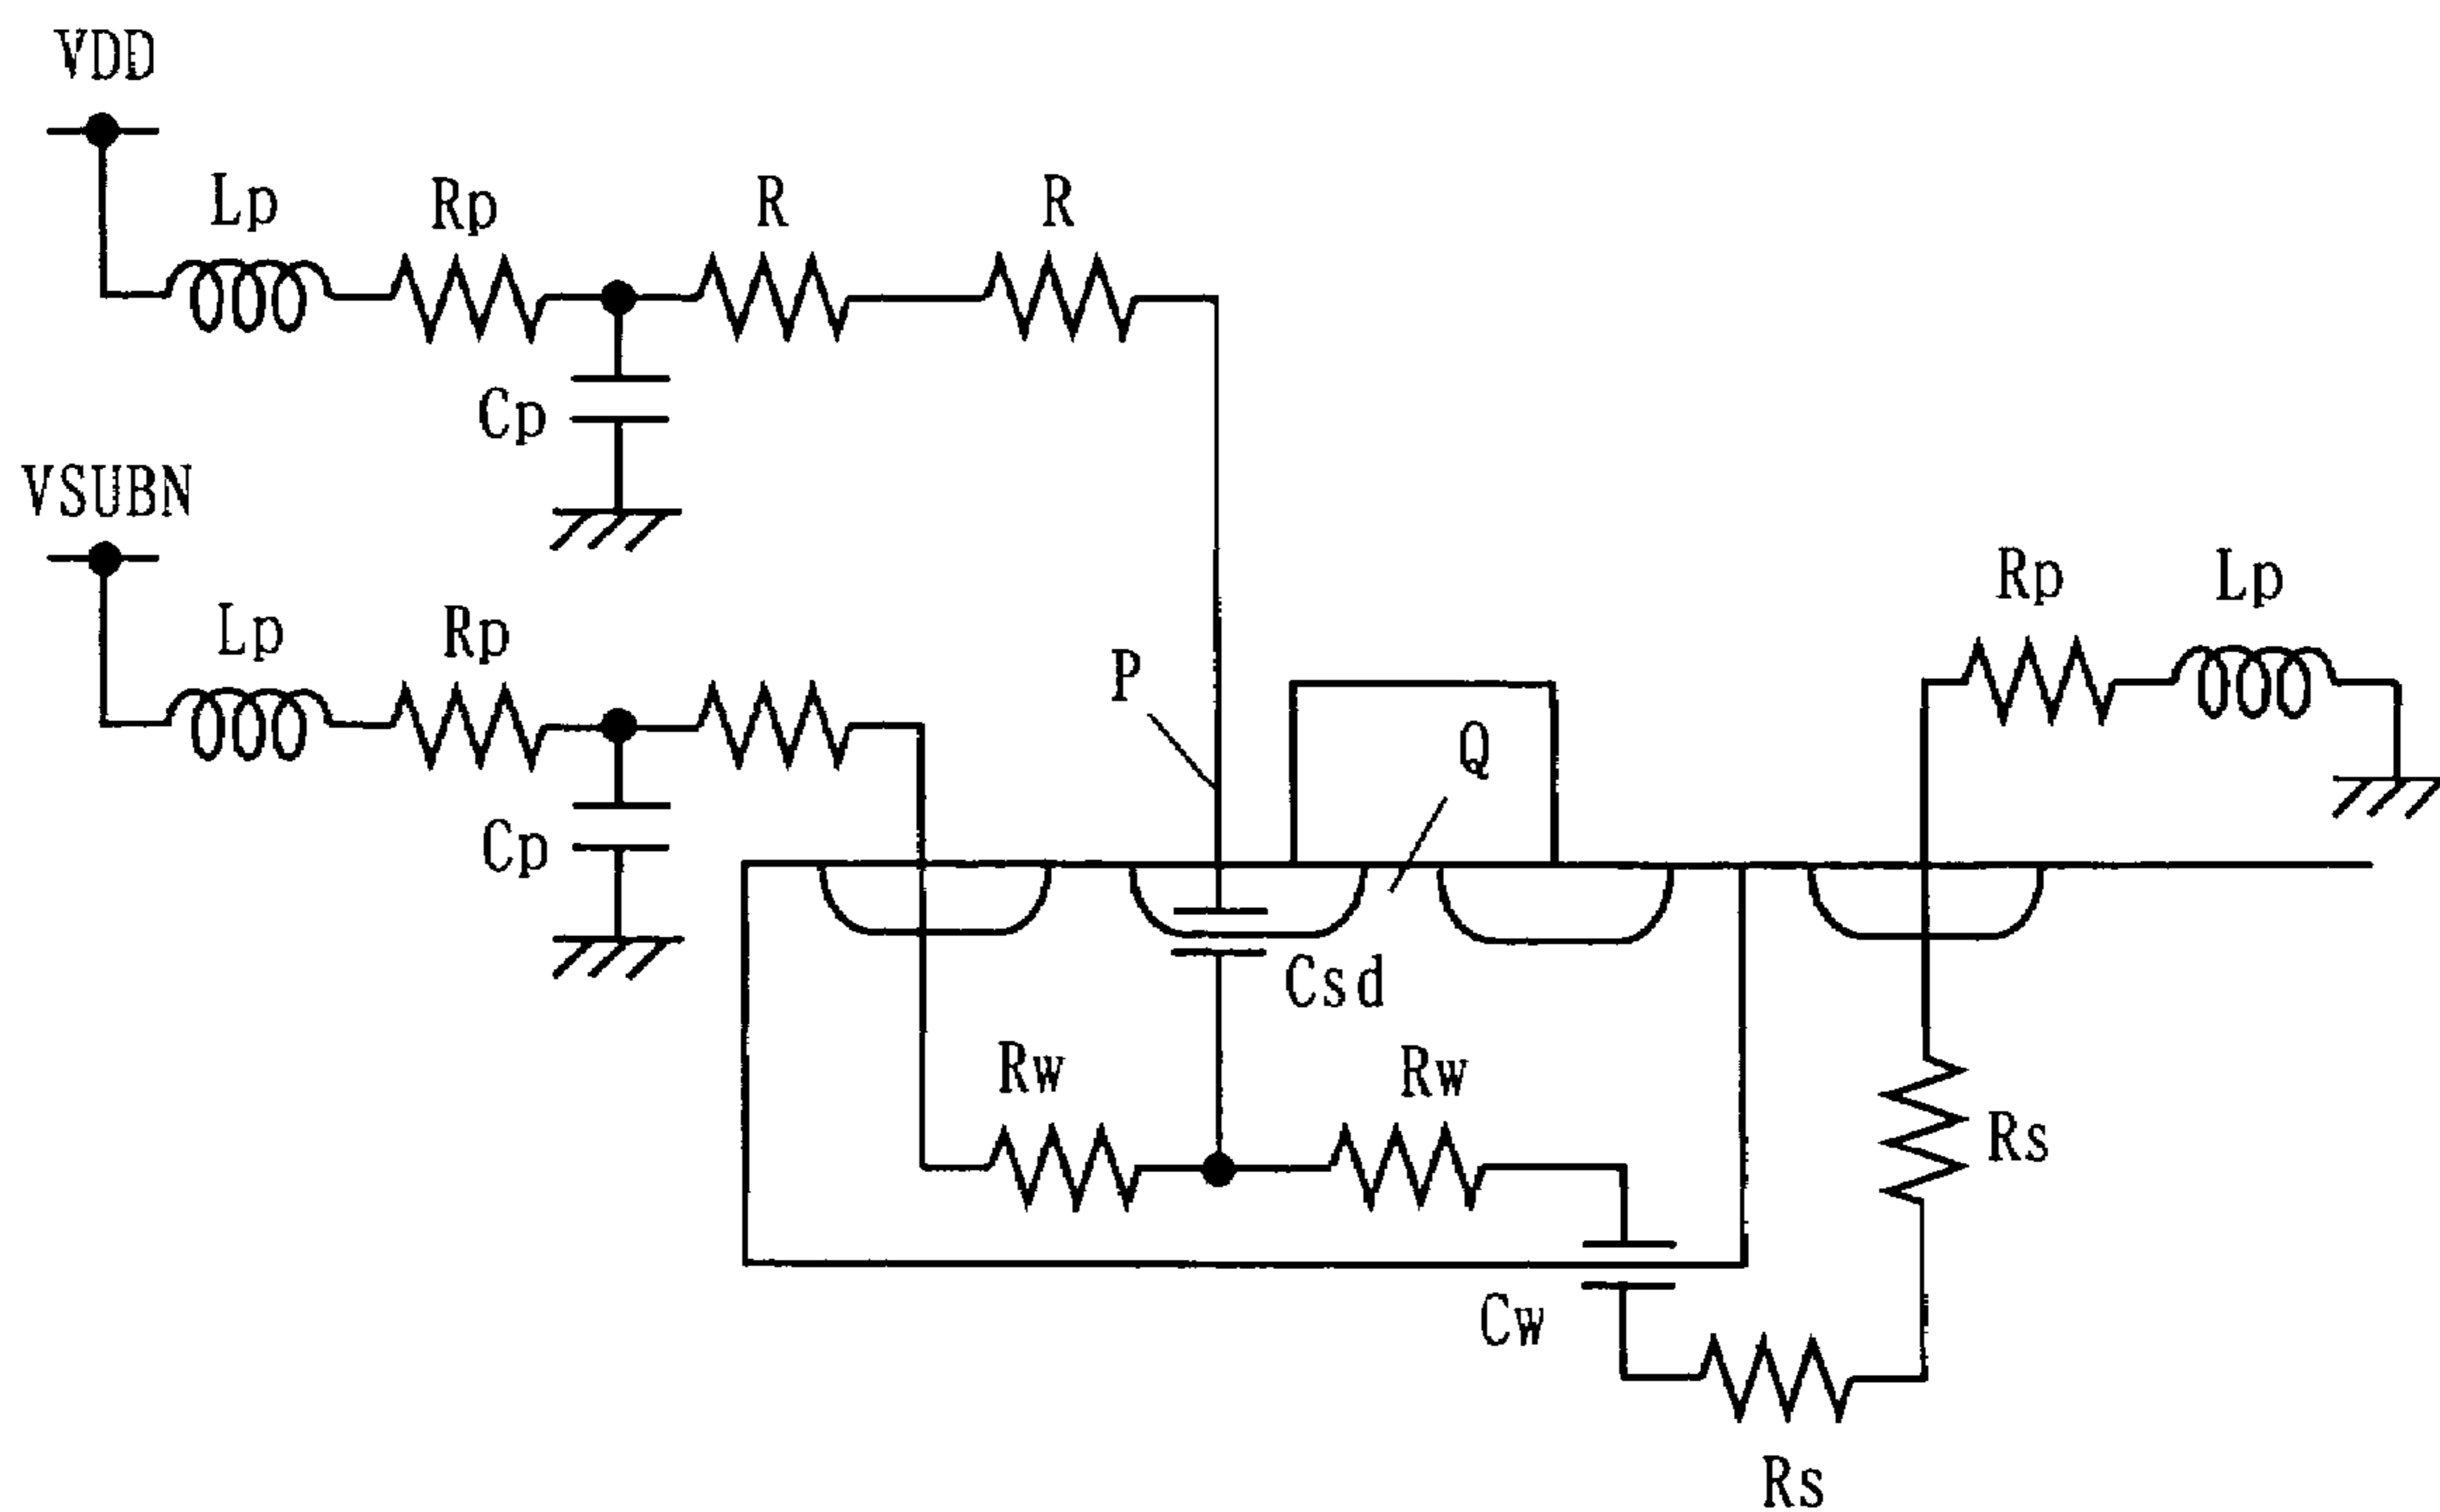 VDD
Lp Rp R R
Cp
VSUBN
Lp Rp
Cp
P
Q
Rp Lp
Csd
Rw Rw
Rs
Cw
Rs